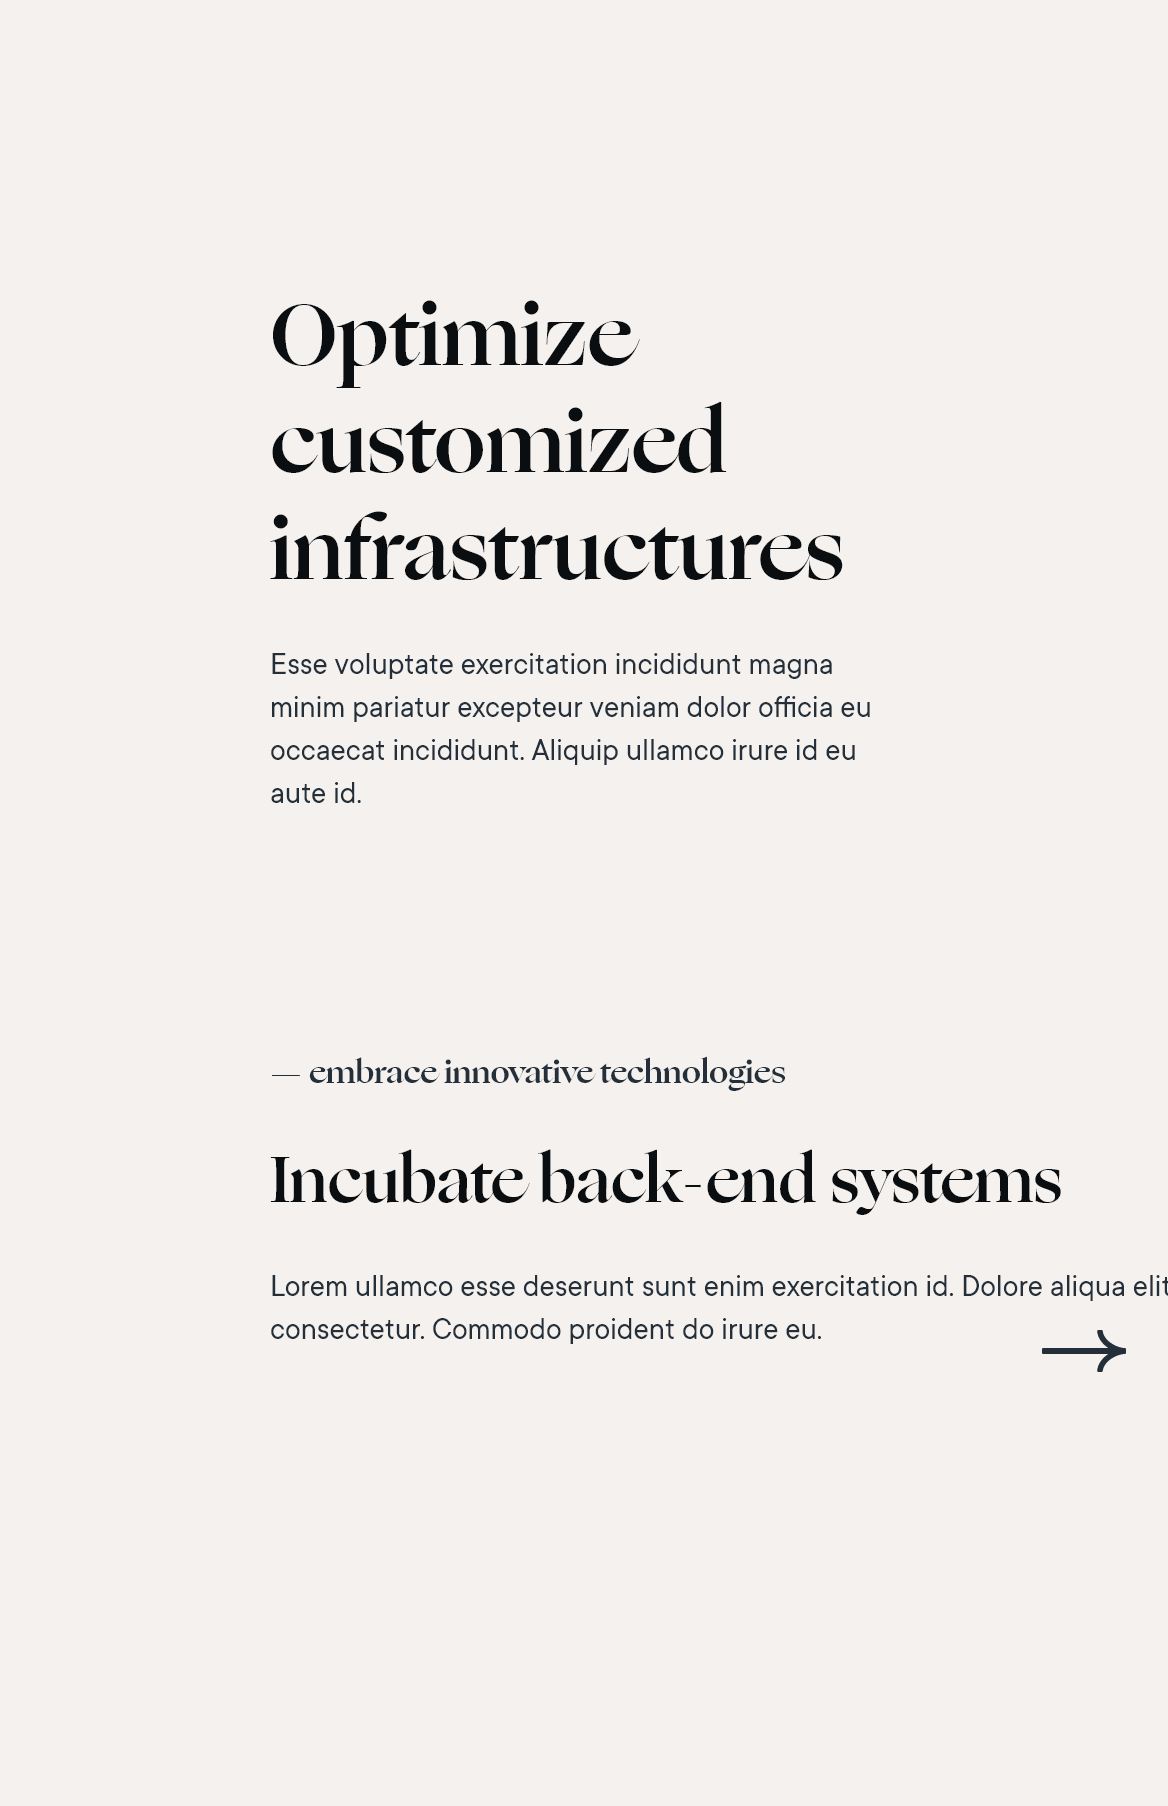 Optimize
customized
infrastructures
Esse voluptate exercitation incididunt magna
minim pariatur excepteur veniam dolor officia eu
occaecat incididunt. Aliquip ullamco irure id eu
aute id.
— embrace innovative technologies
Incubate back-end systems
Lorem ullamco esse deserunt sunt enim exercitation id. Dolore aliqua elit
consectetur. Commodo proident do irure eu.